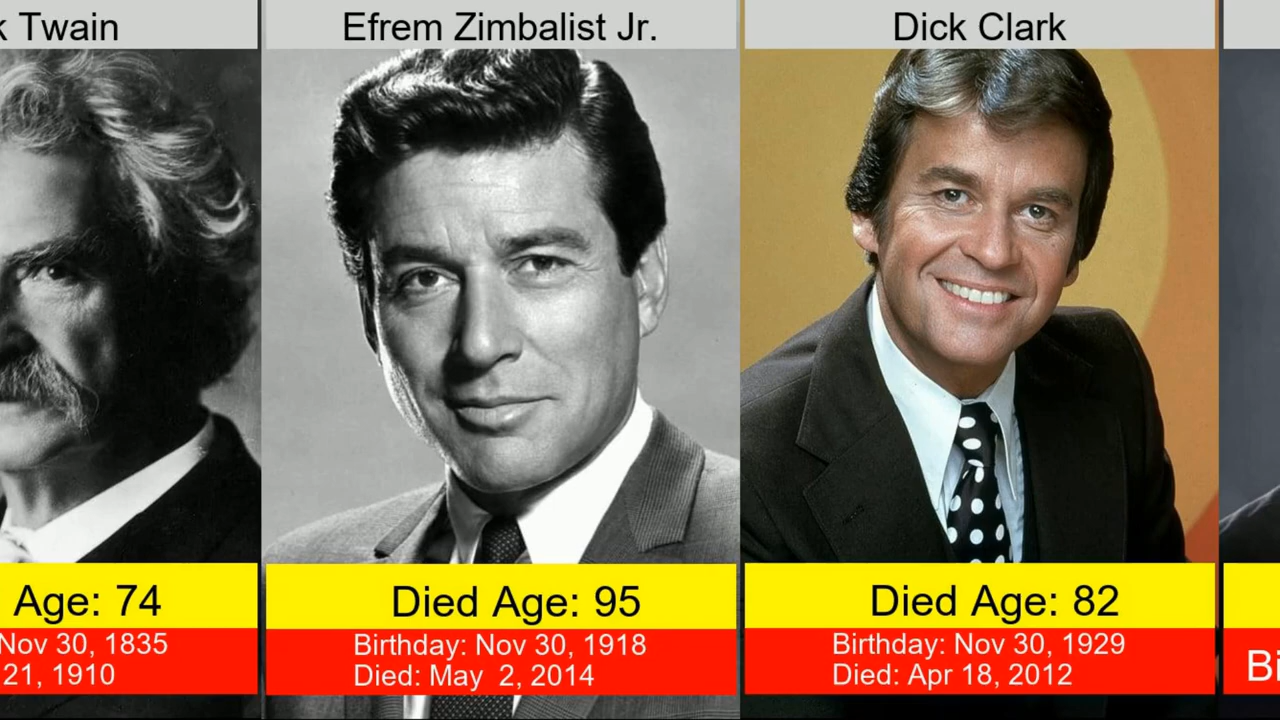 k Twain
Age: 74
Nov 30, 1835
21, 1910
Efrem Zimbalist Jr.
Died Age: 95
Birthday: Nov 30, 1918
Died: May 2, 2014
Dick Clark
Died Age: 82
Birthday: Nov 30, 1929
Died: Apr 18, 2012
Bi